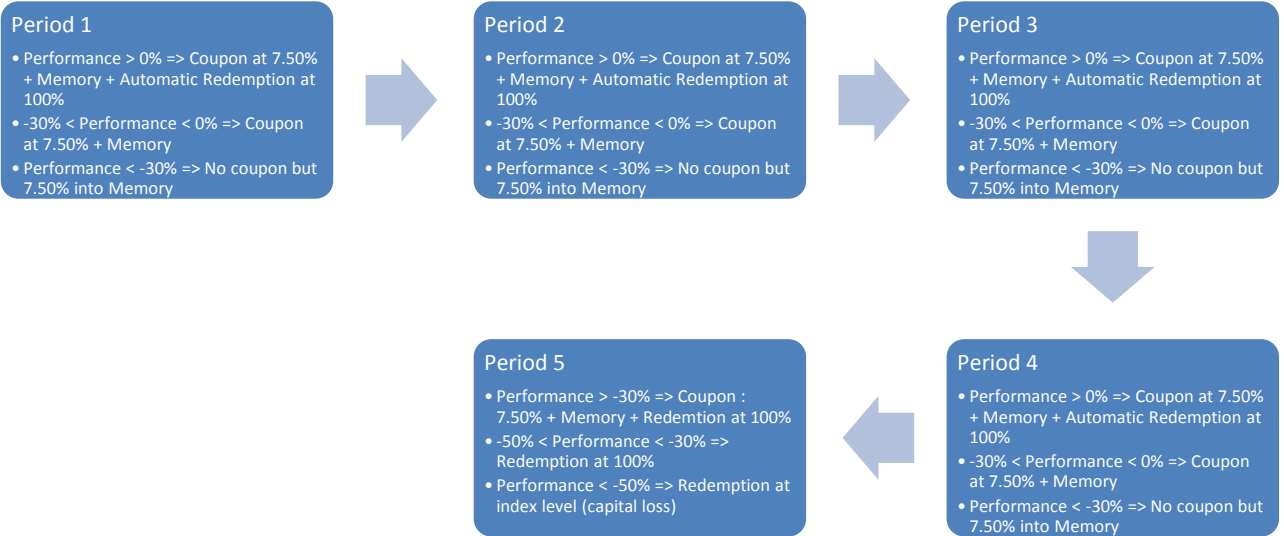 Period 1
• Performance > 0% => Coupon at 7.50%
+ Memory + Automatic Redemption at
100%
• -30% < Performance < 0% => Coupon
at 7.50% + Memory
• Performance < -30% => No coupon but
7.50% into Memory
Period 2
• Performance > 0% => Coupon at 7.50%
+ Memory + Automatic Redemption at
100%
• -30% < Performance < 0% => Coupon
at 7.50% + Memory
• Performance < -30% => No coupon but
7.50% into Memory
Period 3
• Performance > 0% => Coupon at 7.50%
+ Memory + Automatic Redemption at
100%
• -30% < Performance < 0% => Coupon
at 7.50% + Memory
• Performance < -30% => No coupon but
7.50% into Memory
Period 4
• Performance > 0% => Coupon at 7.50%
+ Memory + Automatic Redemption at
100%
• -30% < Performance < 0% => Coupon
at 7.50% + Memory
• Performance < -30% => No coupon but
7.50% into Memory
Period 5
• Performance > -30% => Coupon :
7.50% + Memory + Redemtion at 100%
• -50% < Performance < -30% =>
Redemption at 100%
• Performance < -50% => Redemption at
index level (capital loss)